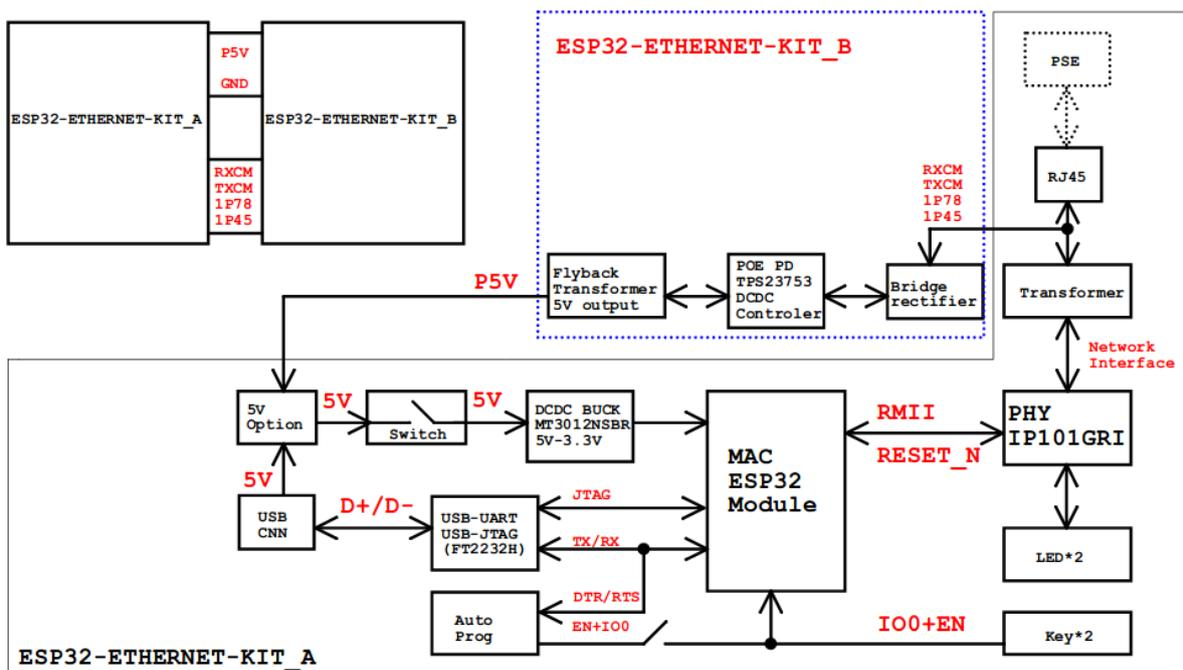 ESP32-ETHERNET-KIT_A
P5V
GND
RXCM
TXCM
1P78
1P45
ESP32-ETHERNET-KIT_B
ESP32-ETHERNET-KIT_B
PSE
RJ45
RXCM
TXCM
1P78
1P45
P5V
Flyback
Transformer
5V output
POE PD
TPS23753
DCDC
Controler
Bridge
rectifier
Transformer
Network
Interface
5V
Option
5V
Switch
5V
DCDC BUCK
MT3012NSBR
5V-3.3V
MAC
ESP32
Module
RMII
RESET_N
PHY
IP101GRI
5V
USB
CNN
D+/D-
USB-UART
USB-JTAG
(FT2232H)
JTAG
TX/RX
LED*2
DTR/RTS
Auto
Prog
EN+IO0
IO0+EN
Key*2
ESP32-ETHERNET-KIT_A